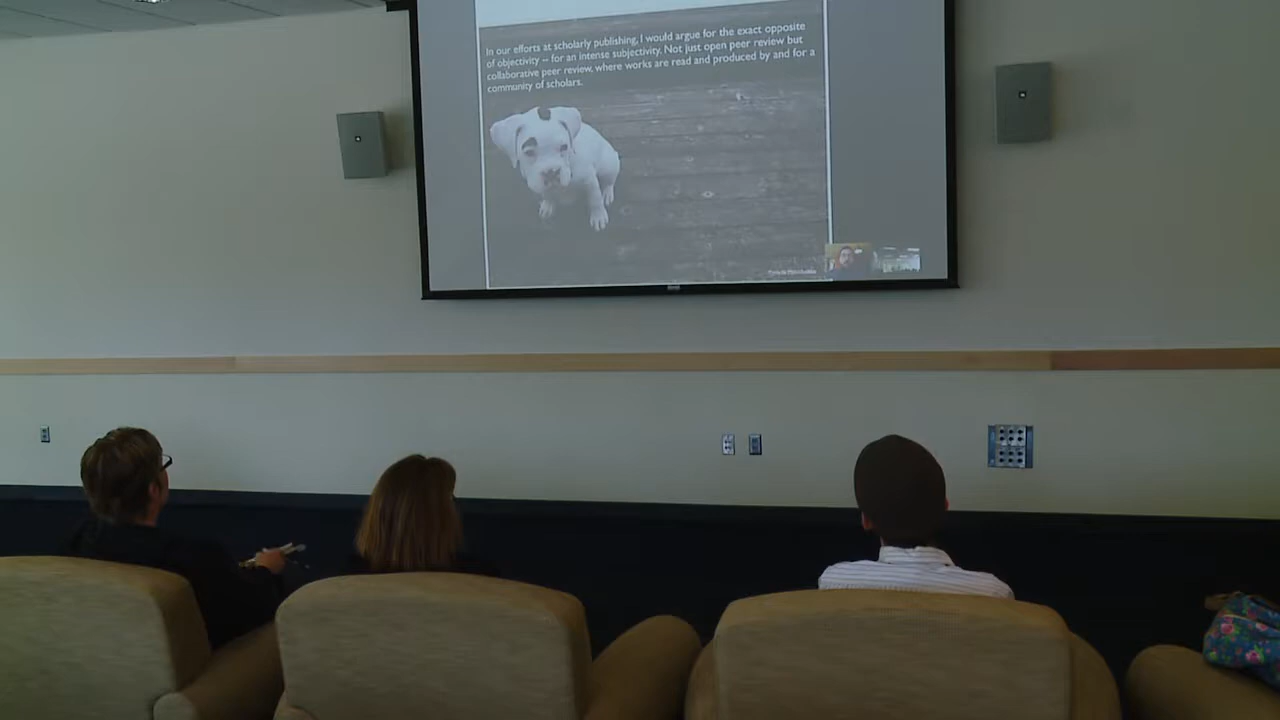 In our efforts at scholarly publishing, I would argue for the exact opposite
of objectivity -- for an intense subjectivity. Not just open peer review but
collaborative peer review, where works are read and produced by and for a
community of scholars.